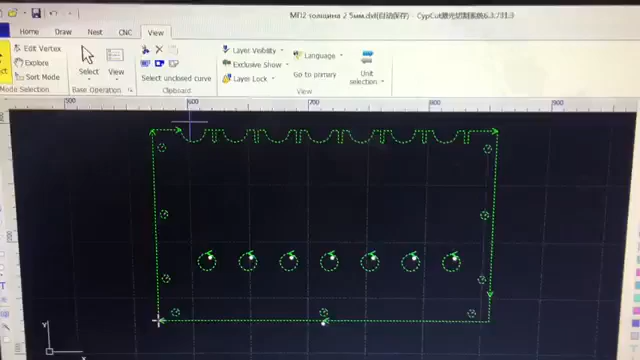 МП2 толщина 2 5мм.dxf(自动保存) - CypCut激光切割系统6.3.731.9
Home Draw Nest CNC View
Edit Vertex
Explore
Sort Mode
Mode Selection
Select
View
Base Operation
Select unclosed curve
Clipboard
Layer Visibility
Exclusive Show
Layer Lock
Language
Go to primary
View
Unit
selection
500 600 700 800 900
200
Y
X